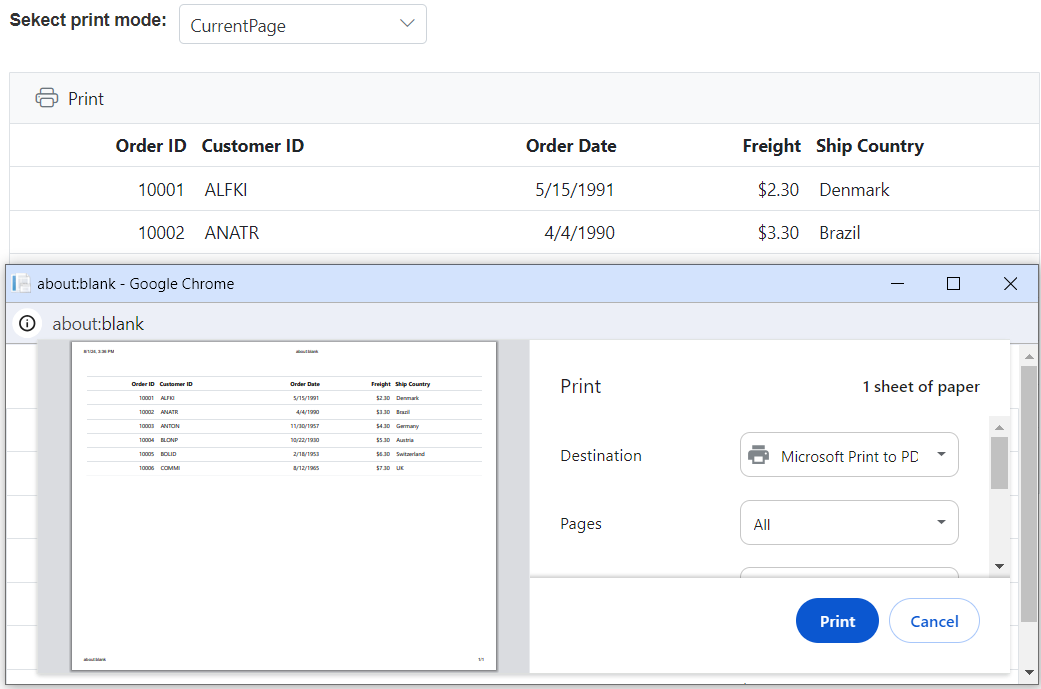 Sekect print mode: CurrentPage
Print
Order ID Customer ID Order Date Freight Ship Country
10001 ALFKI 5/15/1991 $2.30 Denmark
10002 ANATR 4/4/1990 $3.30 Brazil
about:blank - Google Chrome
about:blank
8/1/24, 3:36 PM about:blank
Order ID Customer ID Order Date Freight Ship Country
10001 ALFKI 5/15/1991 $2.30 Denmark
10002 ANATR 4/4/1990 $3.30 Brazil
10003 ANTON 11/30/1957 $4.30 Germany
10004 BLONP 10/22/1930 $5.30 Austria
10005 BOLID 2/18/1953 $6.30 Switzerland
10006 COMMI 8/12/1965 $7.30 UK
about:blank 1/1
Print 1 sheet of paper
Destination Microsoft Print to PD
Pages All
Print Cancel